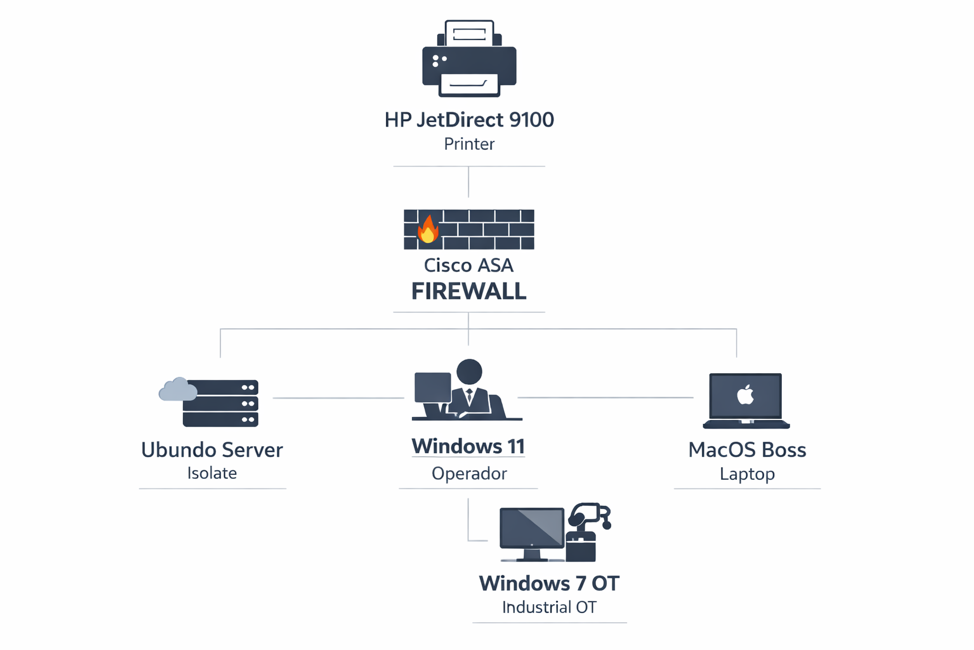 HP JetDirect 9100
Printer
Cisco ASA
FIREWALL
Ubundo Server
Isolate
Windows 11
Operador
MacOS Boss
Laptop
Windows 7 OT
Industrial OT